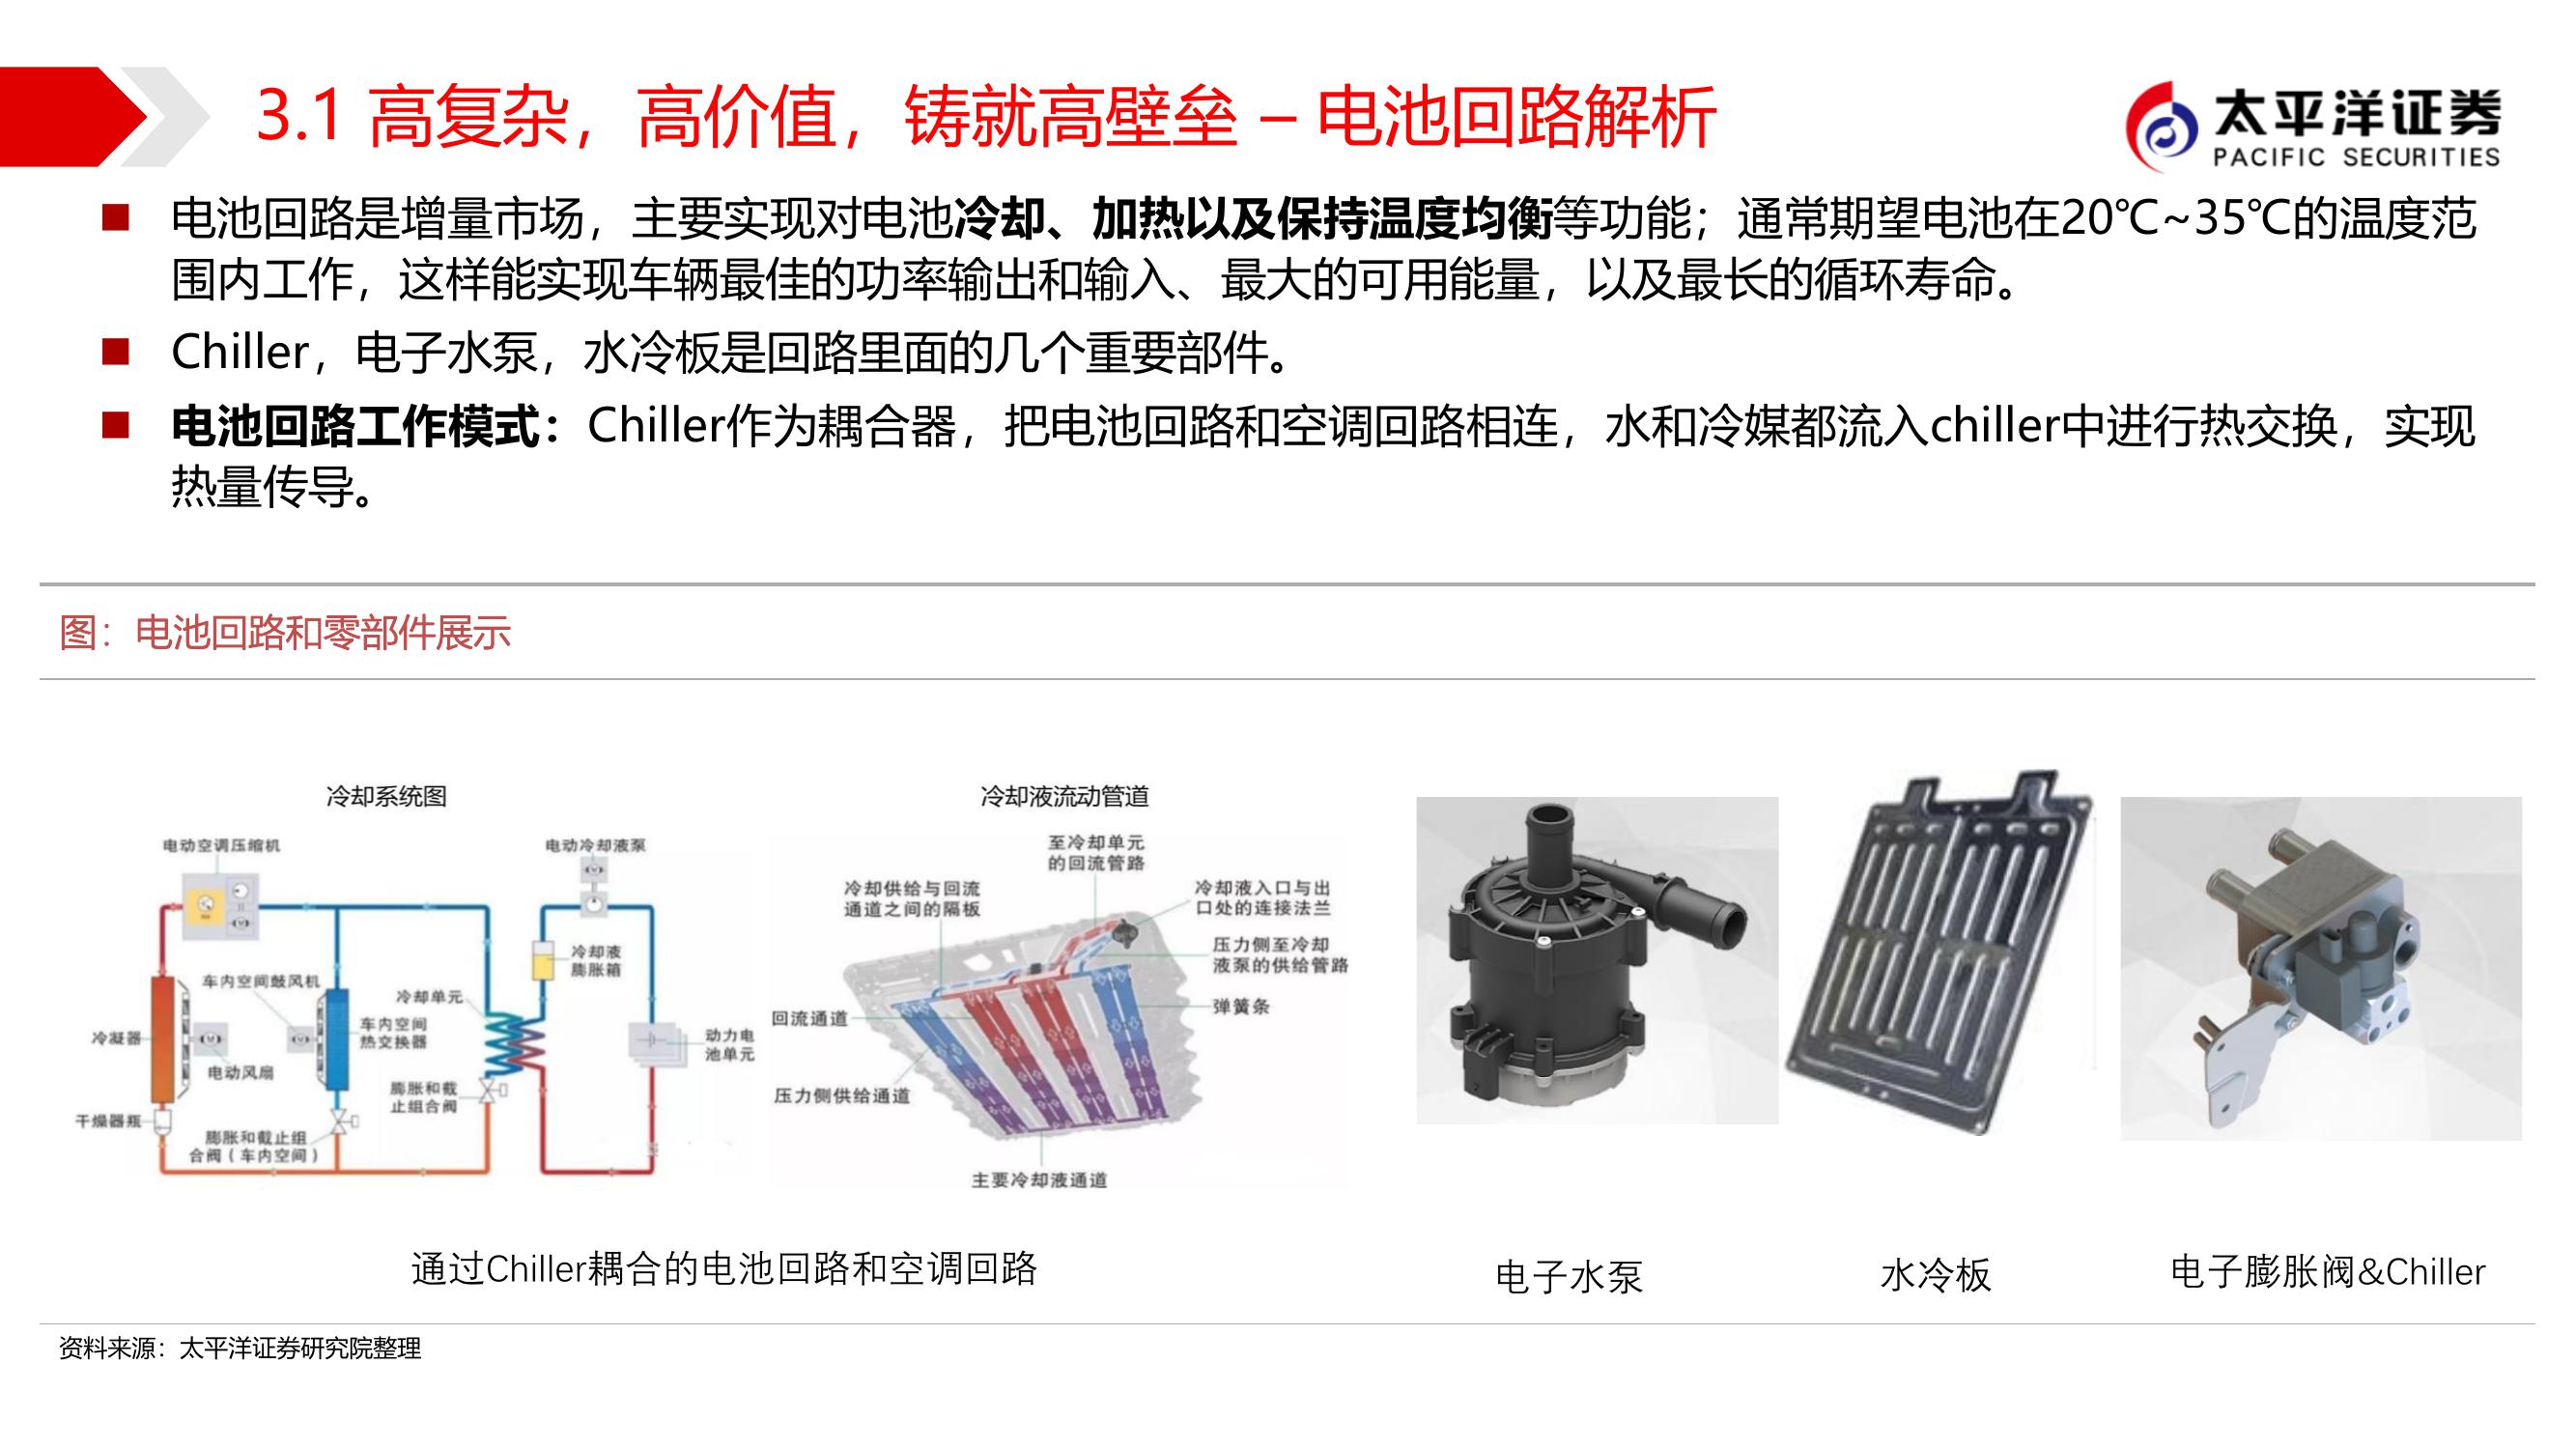 3.1 高复杂，高价值，铸就高壁垒 – 电池回路解析
太平洋证券
PACIFIC SECURITIES
电池回路是增量市场，主要实现对电池冷却、加热以及保持温度均衡等功能；通常期望电池在20℃~35℃的温度范
围内工作，这样能实现车辆最佳的功率输出和输入、最大的可用能量，以及最长的循环寿命。
Chiller，电子水泵，水冷板是回路里面的几个重要部件。
电池回路工作模式：Chiller作为耦合器，把电池回路和空调回路相连，水和冷媒都流入chiller中进行热交换，实现
热量传导。
图：电池回路和零部件展示
冷却系统图
电动空调压缩机
电动冷却液泵
冷却液
膨胀箱
车内空间鼓风机
冷却单元
车内空间
热交换器
冷凝器
动力电
池单元
电动风扇
膨胀和截
止组合阀
干燥器瓶
膨胀和截止组
合阀（车内空间）
冷却液流动管道
至冷却单元
的回流管路
冷却供给与回流
通道之间的隔板
冷却液入口与出
口处的连接法兰
压力侧至冷却
液泵的供给管路
弹簧条
回流通道
压力侧供给通道
主要冷却液通道
通过Chiller耦合的电池回路和空调回路
电子水泵
水冷板
电子膨胀阀&Chiller
资料来源：太平洋证券研究院整理